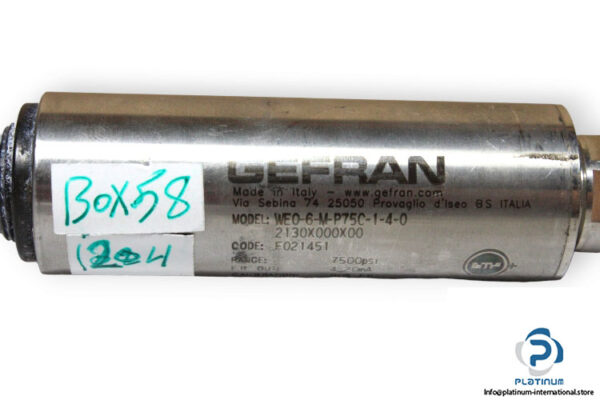 BOX58
1204
GEFRAN
Made in Italy - www.gefran.com
Via Sebina 74 25050 Provaglio d'Iseo BS ITALIA
MODEL: WE0-6-M-P75C-1-4-0
2130X000X00
CODE: F021451
RANGE: 7500psi
4..20mA
PLATINUM
Info@platinum-international.store